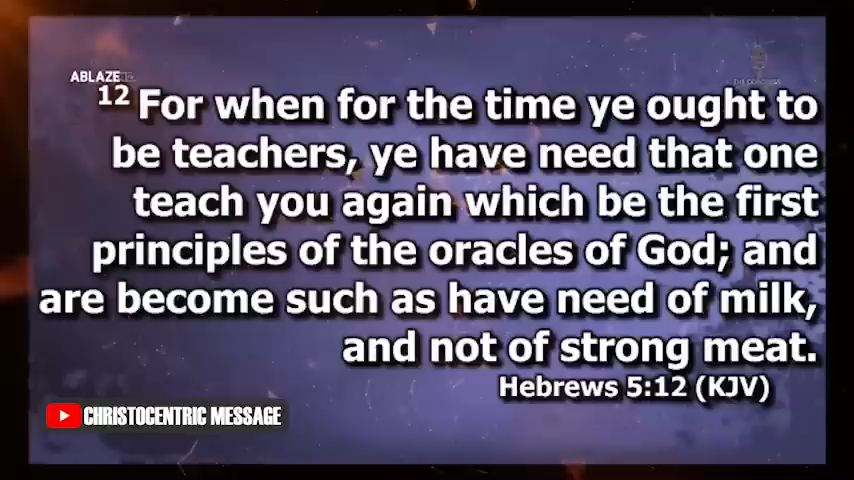 ABLAZE
12 For when for the time ye ought to
be teachers, ye have need that one
teach you again which be the first
principles of the oracles of God; and
are become such as have need of milk,
and not of strong meat.
Hebrews 5:12 (KJV)
CHRISTOCENTRIC MESSAGE